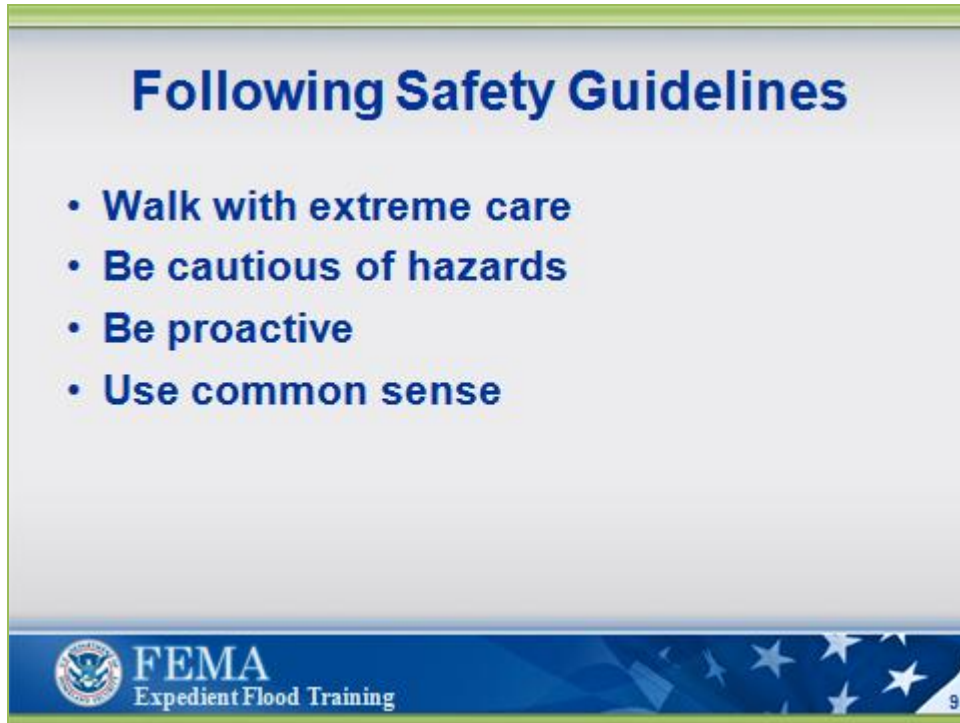 Following Safety Guidelines
• Walk with extreme care
• Be cautious of hazards
• Be proactive
• Use common sense
FEMA
Expedient Flood Training
9